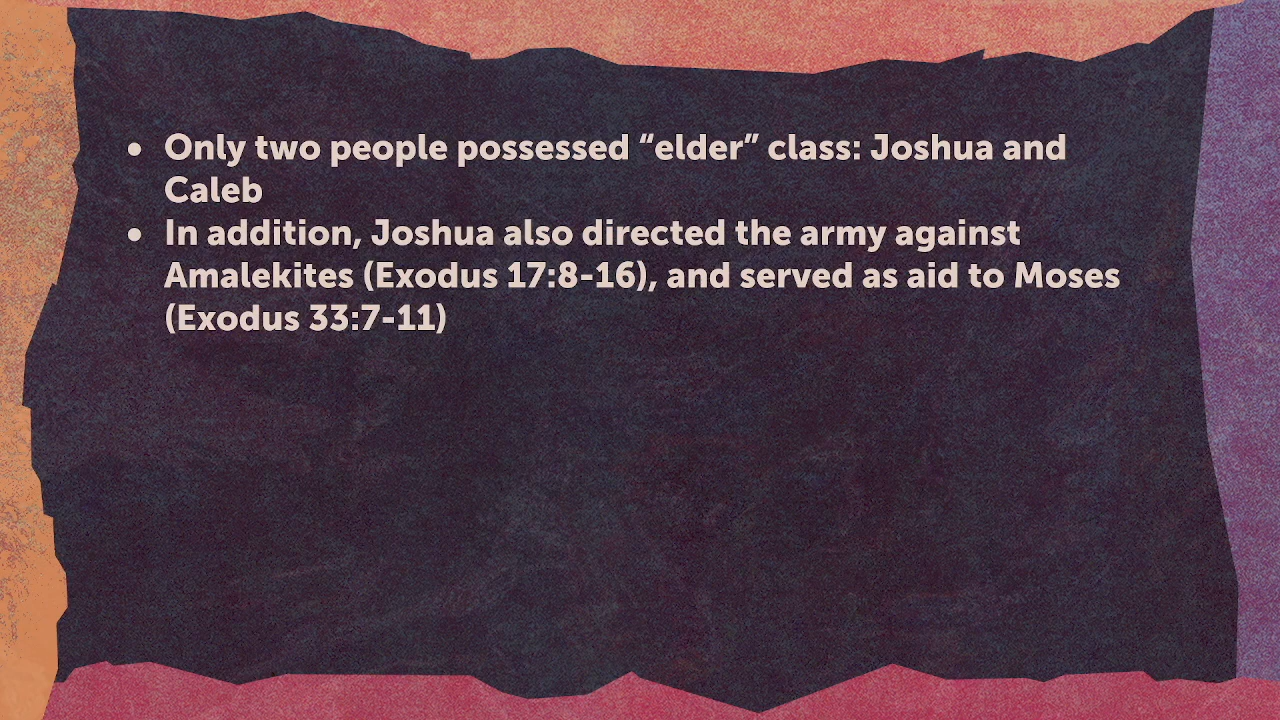 • Only two people possessed “elder” class: Joshua and
Caleb
• In addition, Joshua also directed the army against
Amalekites (Exodus 17:8-16), and served as aid to Moses
(Exodus 33:7-11)